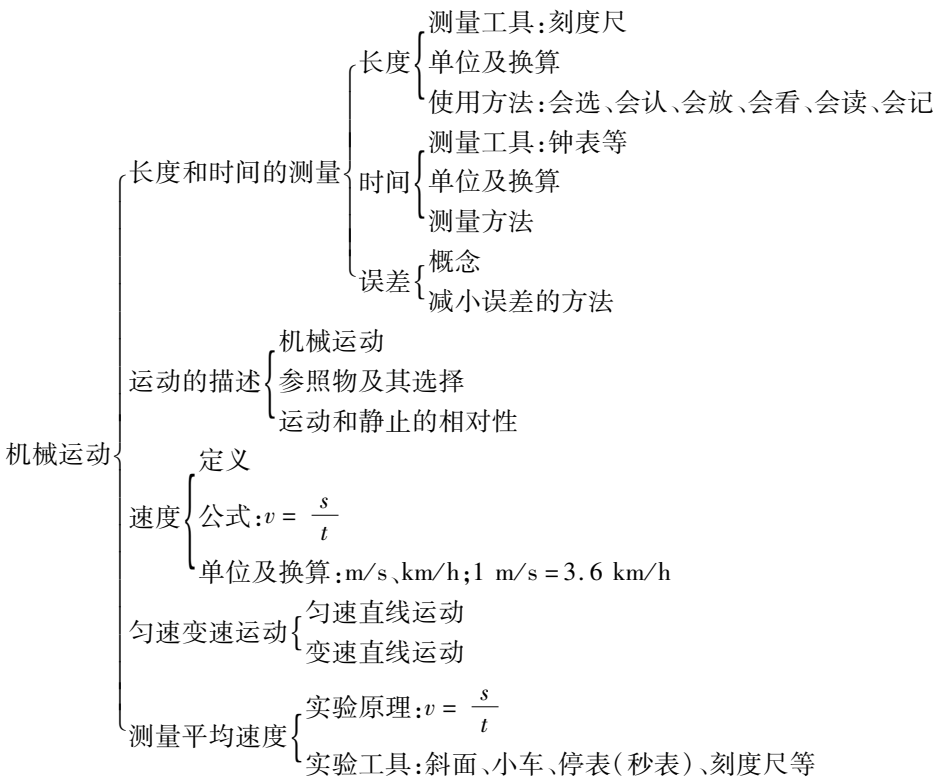 测量工具:刻度尺
长度
单位及换算
使用方法:会选、会认、会放、会看、会读、会记
测量工具:钟表等
长度和时间的测量
时间
单位及换算
测量方法
误差
概念
减小误差的方法
机械运动
运动的描述
参照物及其选择
运动和静止的相对性
机械运动
定义
速度
公式:v = s/t
单位及换算:m/s、km/h;1 m/s=3.6 km/h
匀速变速运动
匀速直线运动
变速直线运动
测量平均速度
实验原理:v = s/t
实验工具:斜面、小车、停表(秒表)、刻度尺等